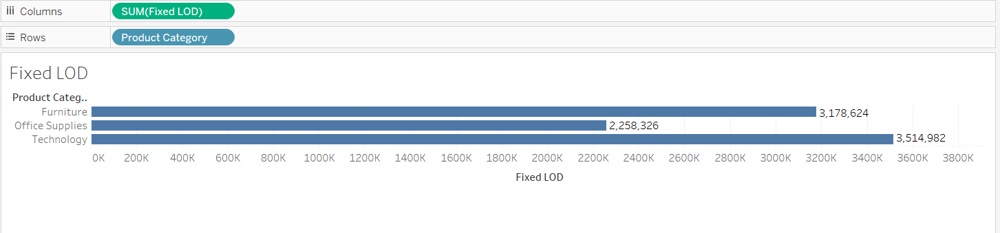 Columns SUM(Fixed LOD)
Rows Product Category
Fixed LOD
Product Categ..
Furniture 3,178,624
Office Supplies 2,258,326
Technology 3,514,982
0K 200K 400K 600K 800K 1000K 1200K 1400K 1600K 1800K 2000K 2200K 2400K 2600K 2800K 3000K 3200K 3400K 3600K 3800K
Fixed LOD